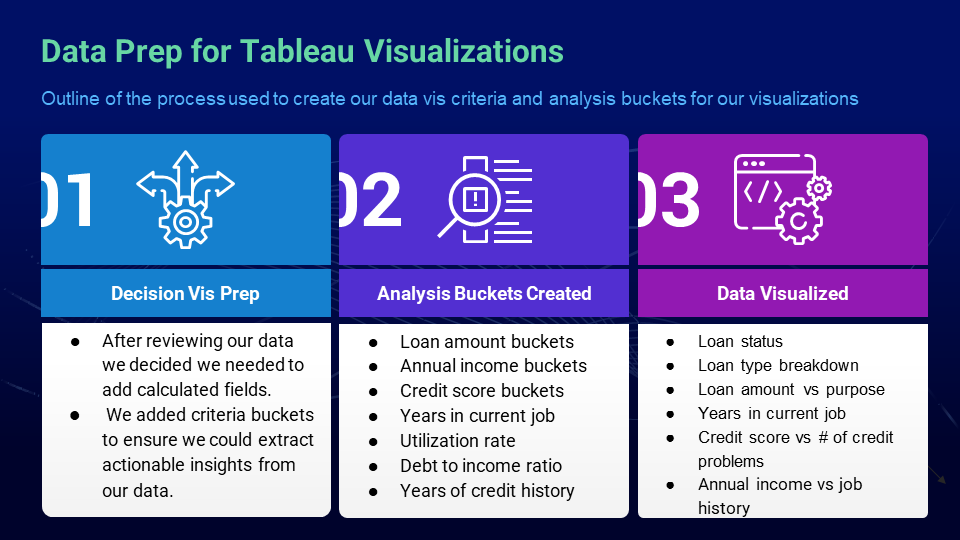 Data Prep for Tableau Visualizations
Outline of the process used to create our data vis criteria and analysis buckets for our visualizations
01
02
!
03
</>
Decision Vis Prep
● After reviewing our data
we decided we needed to
add calculated fields.
● We added criteria buckets
to ensure we could extract
actionable insights from
our data.
Analysis Buckets Created
● Loan amount buckets
● Annual income buckets
● Credit score buckets
● Years in current job
● Utilization rate
● Debt to income ratio
● Years of credit history
Data Visualized
● Loan status
● Loan type breakdown
● Loan amount vs purpose
● Years in current job
● Credit score vs # of credit
problems
● Annual income vs job
history